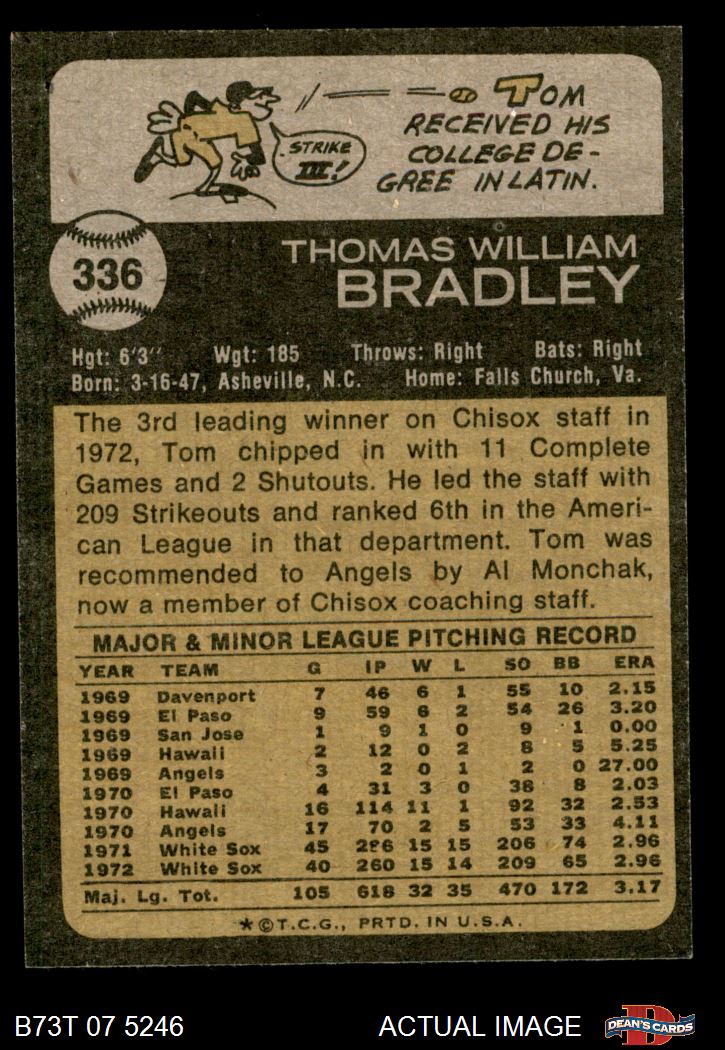 TOM
RECEIVED HIS
COLLEGE DE-
GREE IN LATIN.
STRIKE
III!
336
THOMAS WILLIAM
BRADLEY
Hgt: 6'3" Wgt: 185 Throws: Right Bats: Right
Born: 3-16-47, Asheville, N.C. Home: Falls Church, Va.
The 3rd leading winner on Chisox staff in
1972, Tom chipped in with 11 Complete
Games and 2 Shutouts. He led the staff with
209 Strikeouts and ranked 6th in the Ameri-
can League in that department. Tom was
recommended to Angels by Al Monchak,
now a member of Chisox coaching staff.
MAJOR & MINOR LEAGUE PITCHING RECORD
YEAR TEAM G IP W L SO BB ERA
1969 Davenport 7 46 6 1 55 10 2.15
1969 El Paso 9 59 6 2 54 26 3.20
1969 San Jose 1 9 1 0 9 1 0.00
1969 Hawaii 2 12 0 2 8 5 5.25
1969 Angels 3 2 0 1 2 0 27.00
1970 El Paso 4 31 3 0 38 8 2.03
1970 Hawaii 16 114 11 1 92 32 2.53
1970 Angels 17 70 2 5 53 33 4.11
1971 White Sox 45 286 15 15 206 74 2.96
1972 White Sox 40 260 15 14 209 65 2.98
Maj. Lg. Tot. 105 618 32 35 470 172 3.17
*©T.C.G., PRTD. IN U.S.A.
B73T 07 5246 ACTUAL IMAGE D DEAN'S CARDS